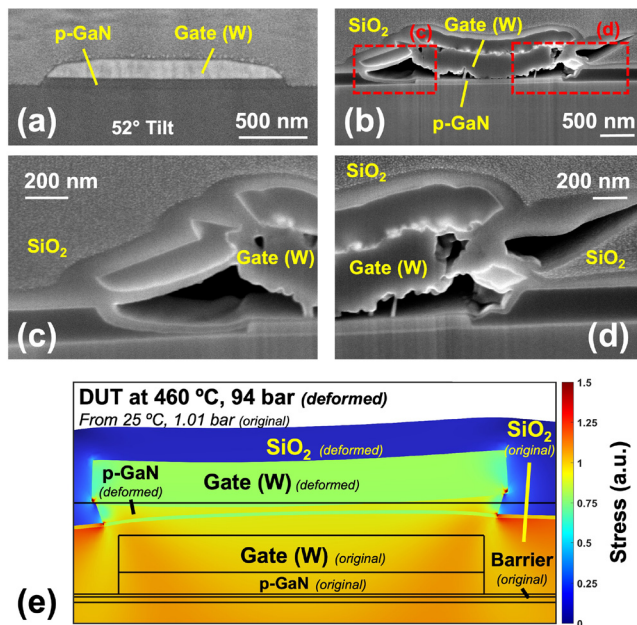 p-GaN
Gate (W)
(a)
52° Tilt
500 nm
SiO2
(c)
Gate (W)
(d)
(b)
p-GaN
500 nm
200 nm
SiO2
Gate (W)
(c)
SiO2
200 nm
Gate (W)
SiO2
(d)
DUT at 460 ºC, 94 bar (deformed)
From 25 ºC, 1.01 bar (original)
SiO2
(deformed)
SiO2
(original)
p-GaN
(deformed)
Gate (W) (deformed)
Gate (W) (original)
p-GaN (original)
Barrier
(original)
(e)
1.5
1.25
1
0.75
0.5
0.25
0
Stress (a.u.)